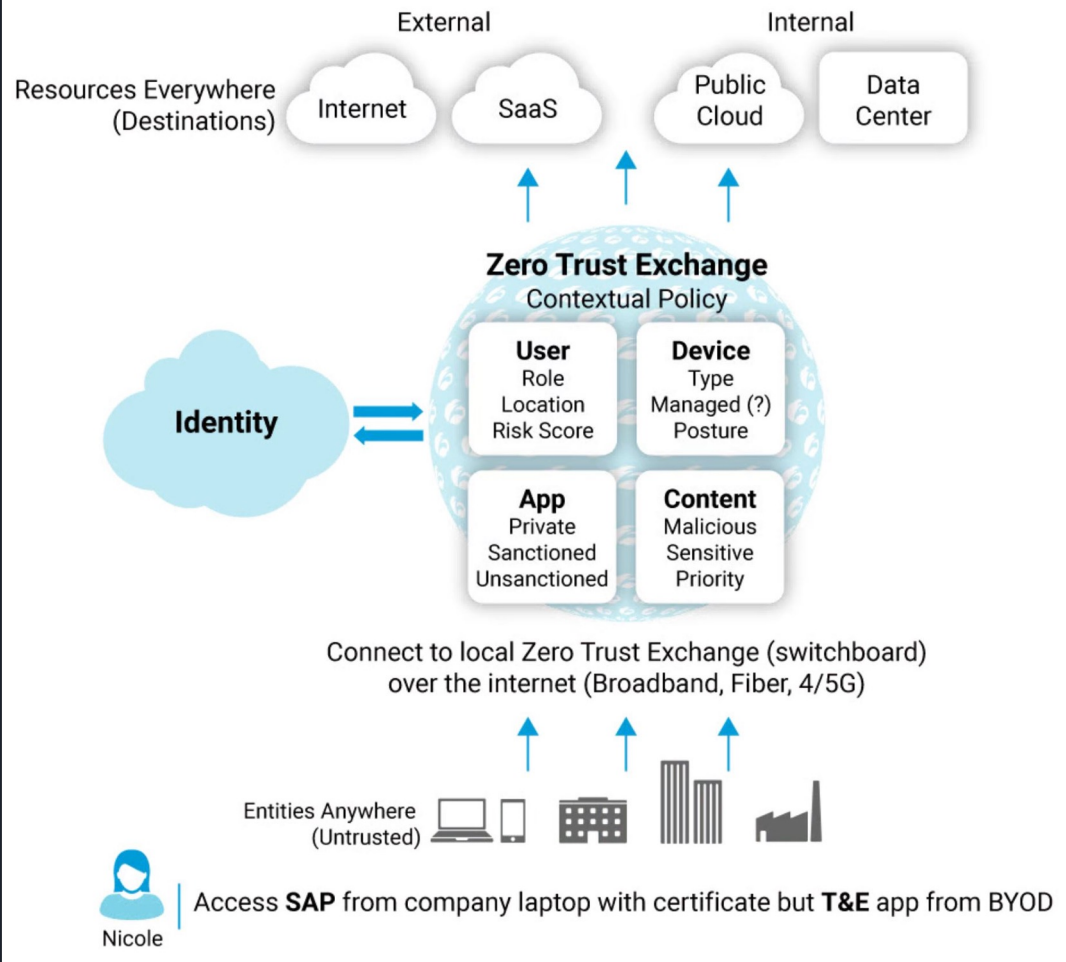 External
Internal
Resources Everywhere
(Destinations)
Internet
SaaS
Public
Cloud
Data
Center
Zero Trust Exchange
Contextual Policy
User
Role
Location
Risk Score
Device
Type
Managed (?)
Posture
Identity
App
Private
Sanctioned
Unsanctioned
Content
Malicious
Sensitive
Priority
Connect to local Zero Trust Exchange (switchboard)
over the internet (Broadband, Fiber, 4/5G)
Entities Anywhere
(Untrusted)
Access SAP from company laptop with certificate but T&E app from BYOD
Nicole